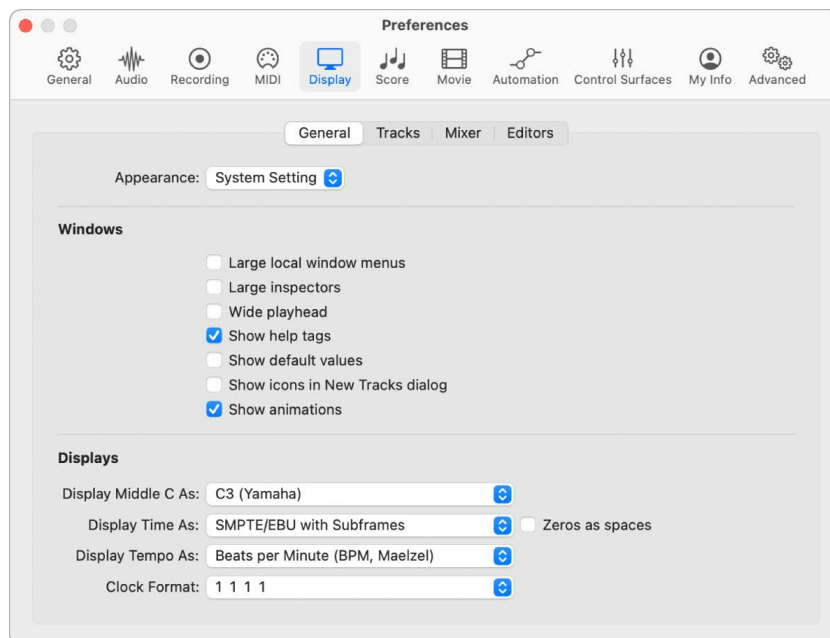 Preferences
General Audio Recording MIDI Display Score Movie Automation Control Surfaces My Info Advanced
General Tracks Mixer Editors
Appearance: System Setting
Windows
Large local window menus
Large inspectors
Wide playhead
Show help tags
Show default values
Show icons in New Tracks dialog
Show animations
Displays
Display Middle C As: C3 (Yamaha)
Display Time As: SMPTE/EBU with Subframes Zeros as spaces
Display Tempo As: Beats per Minute (BPM, Maelzel)
Clock Format: 1 1 1 1